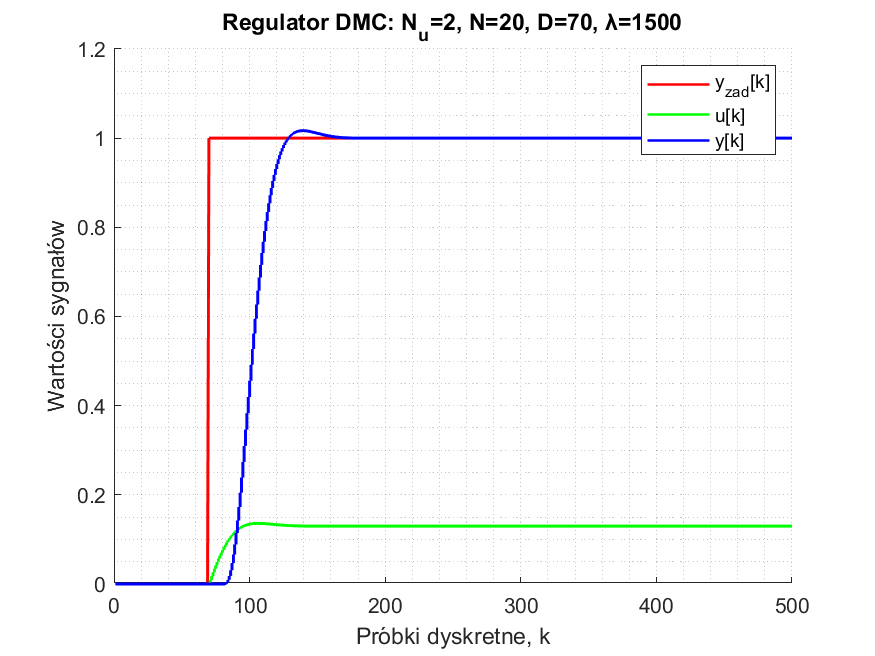 Regulator DMC: Nᵤ=2, N=20, D=70, λ=1500
1.2
1
0.8
0.6
0.4
0.2
0
0
100
200
300
400
500
y_zad[k]
u[k]
y[k]
Wartości sygnałów
Próbki dyskretne, k